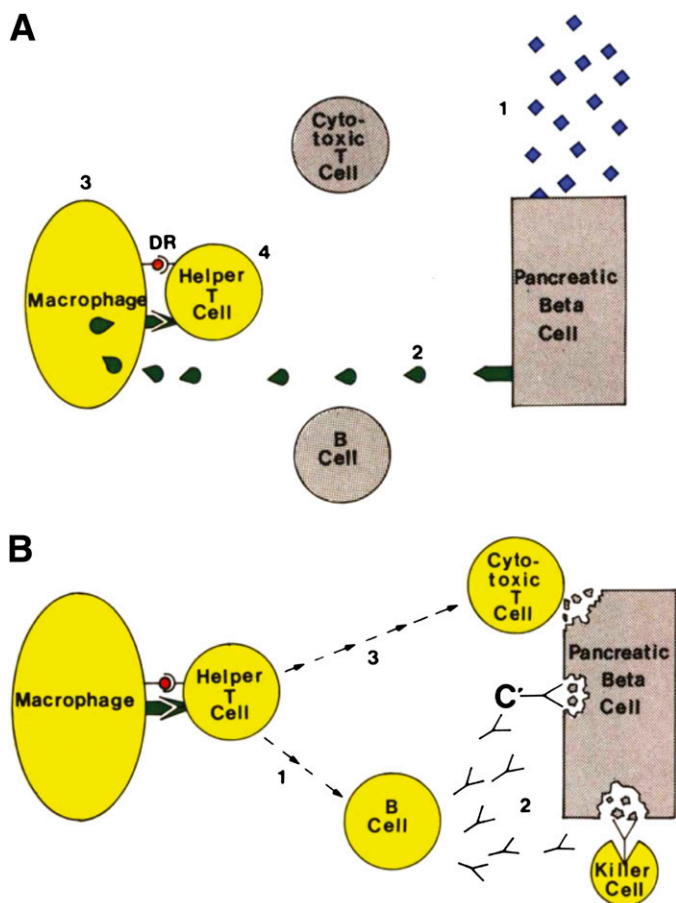 A
1
Cyto-
toxic
T
Cell
3
DR
4
Helper
T
Cell
Macrophage
Pancreatic
Beta
Cell
2
B
Cell
B
Cyto-
toxic
T
Cell
3
Pancreatic
Beta
Cell
Helper
T
Cell
Macrophage
C'
1
2
B
Cell
Killer
Cell